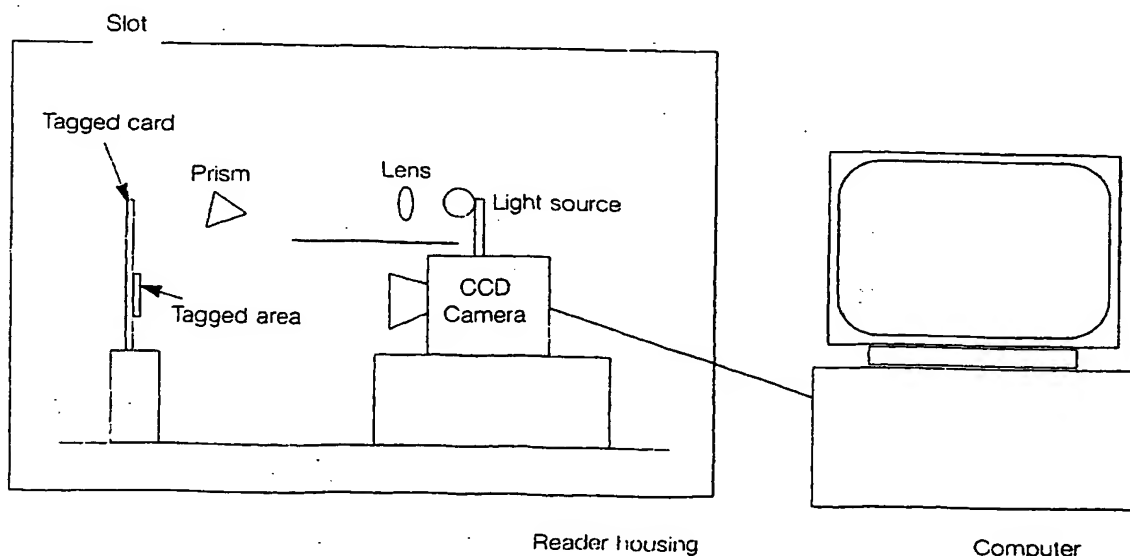 Slot
Tagged card
Prism
Lens
Light source
CCD
Camera
Tagged area
Reader housing
Computer